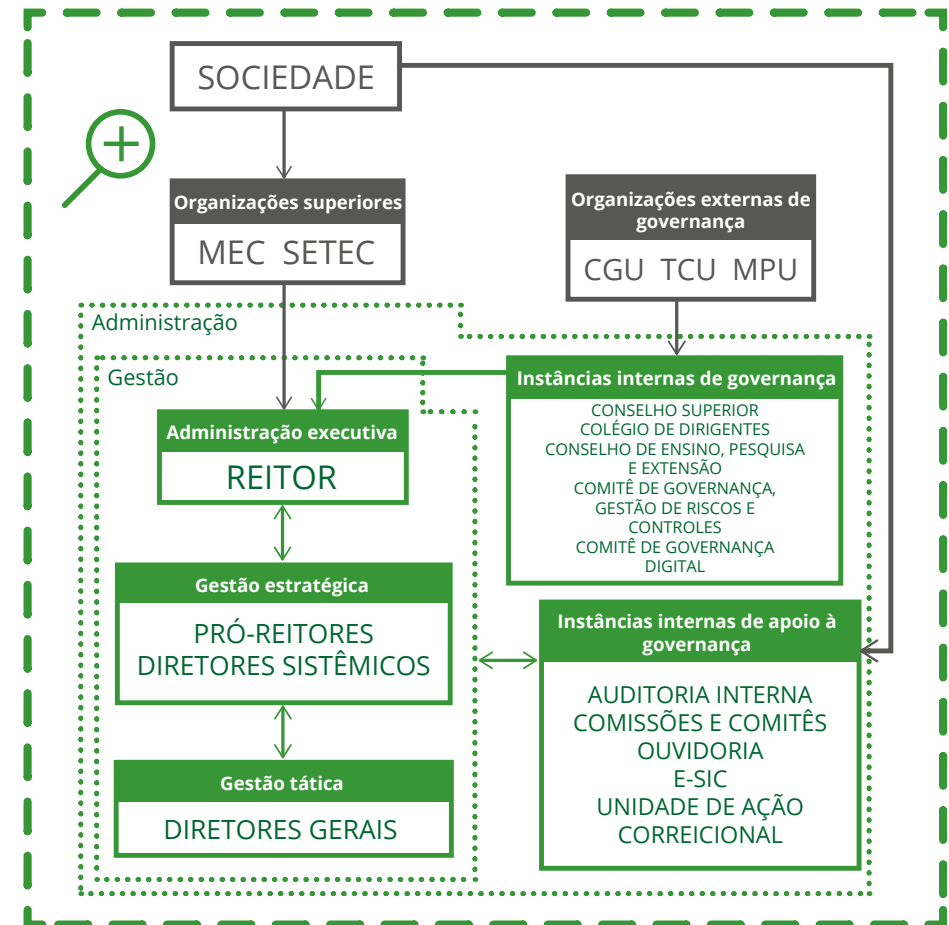 SOCIEDADE
Organizações superiores
MEC SETEC
Organizações externas de
governança
CGU TCU MPU
Administração
Gestão
Administração executiva
REITOR
Instâncias internas de governança
CONSELHO SUPERIOR
COLÉGIO DE DIRIGENTES
CONSELHO DE ENSINO, PESQUISA
E EXTENSÃO
COMITÊ DE GOVERNANÇA,
GESTÃO DE RISCOS E
CONTROLES
COMITÊ DE GOVERNANÇA
DIGITAL
Gestão estratégica
PRÓ-REITORES
DIRETORES SISTÊMICOS
Instâncias internas de apoio à
governança
AUDITORIA INTERNA
COMISSÕES E COMITÊS
OUVIDORIA
E-SIC
UNIDADE DE AÇÃO
CORREICIONAL
Gestão tática
DIRETORES GERAIS